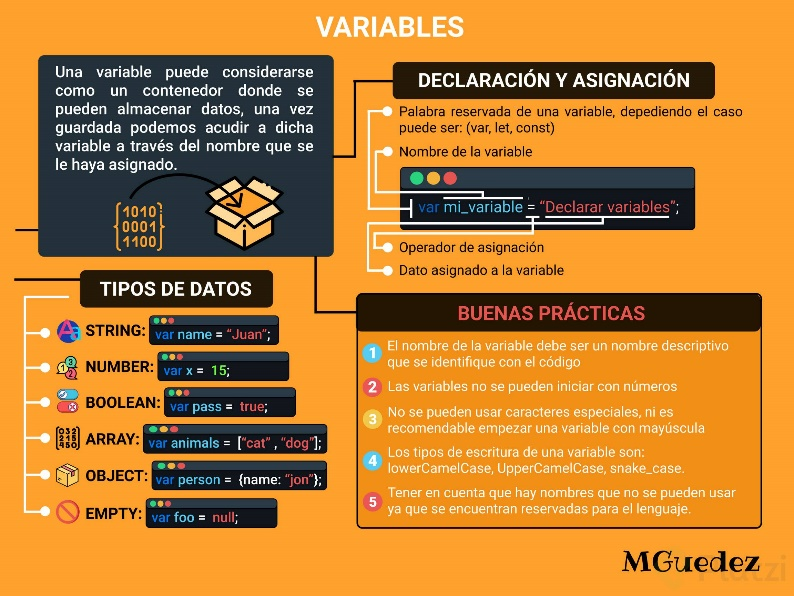 VARIABLES
Una variable puede considerarse
como un contenedor donde se
pueden almacenar datos, una vez
guardada podemos acudir a dicha
variable a través del nombre que se
le haya asignado.
1010
0001
1100
DECLARACIÓN Y ASIGNACIÓN
Palabra reservada de una variable, depediendo el caso
puede ser: (var, let, const)
Nombre de la variable
var mi_variable = “Declarar variables”;
Operador de asignación
Dato asignado a la variable
TIPOS DE DATOS
STRING: var name = “Juan”;
NUMBER: var x = 15;
BOOLEAN: var pass = true;
ARRAY: var animals = [“cat” , “dog”];
OBJECT: var person = {name: “jon”};
EMPTY: var foo = null;
BUENAS PRÁCTICAS
1 El nombre de la variable debe ser un nombre descriptivo
que se identifique con el código
2 Las variables no se pueden iniciar con números
3 No se pueden usar caracteres especiales, ni es
recomendable empezar una variable con mayúscula
4 Los tipos de escritura de una variable son:
lowerCamelCase, UpperCamelCase, snake_case.
5 Tener en cuenta que hay nombres que no se pueden usar
ya que se encuentran reservadas para el lenguaje.
MGuedez